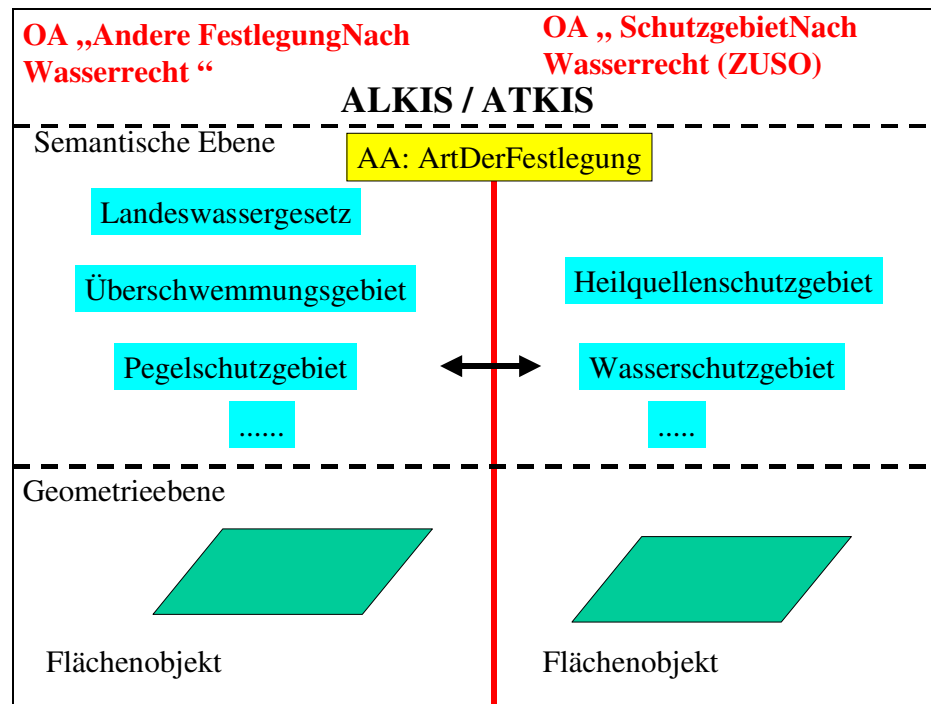 OA „Andere FestlegungNach
Wasserrecht “
OA „ SchutzgebietNach
Wasserrecht (ZUSO)
ALKIS / ATKIS
Semantische Ebene
AA: ArtDerFestlegung
Landeswassergesetz
Überschwemmungsgebiet
Heilquellenschutzgebiet
Pegelschutzgebiet
Wasserschutzgebiet
......
.....
Geometrieebene
Flächenobjekt
Flächenobjekt